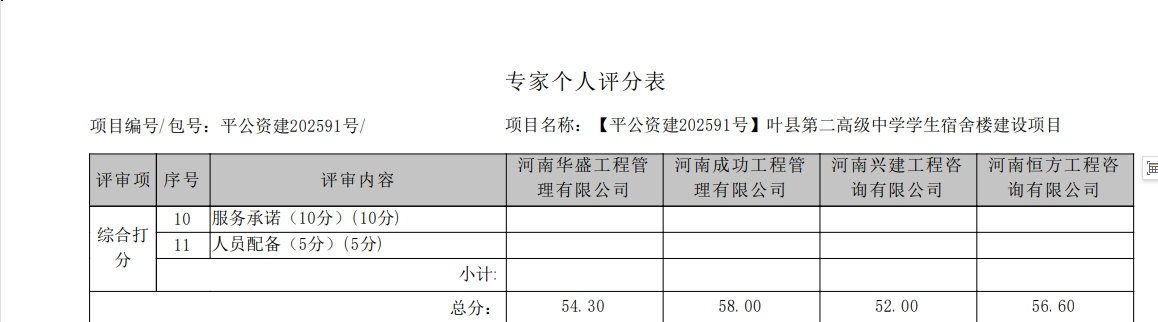 专家个人评分表
项目编号/包号：平公资建202591号/ 项目名称：【平公资建202591号】叶县第二高级中学学生宿舍楼建设项目
评审项 序号 评审内容 河南华盛工程管理有限公司 河南成功工程管理有限公司 河南兴建工程咨询有限公司 河南恒方工程咨询有限公司
综合打分
10 服务承诺（10分）(10分)
11 人员配备（5分）(5分)
小计:
总分： 54.30 58.00 52.00 56.60